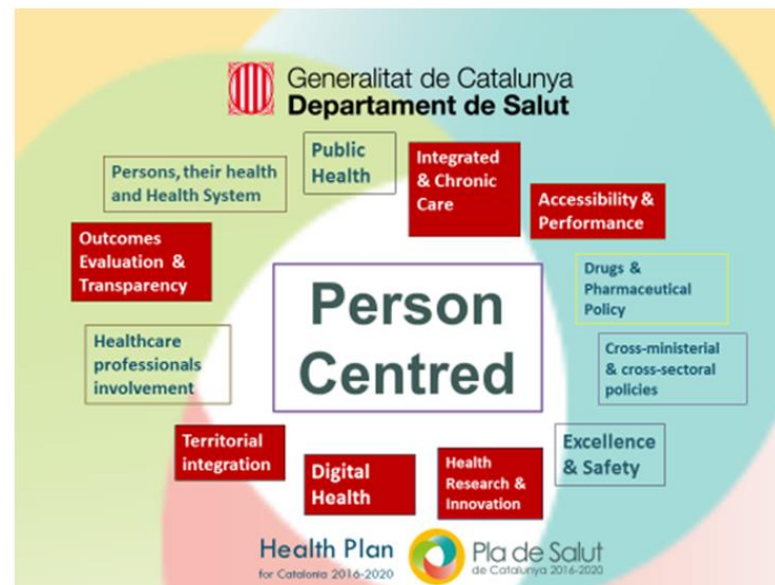 Generalitat de Catalunya
Departament de Salut
Public
Health
Integrated
& Chronic
Care
Persons, their health
and Health System
Accessibility &
Performance
Outcomes
Evaluation &
Transparency
Person
Centred
Drugs &
Pharmaceutical
Policy
Healthcare
professionals
involvement
Cross-ministerial
& cross-sectoral
policies
Territorial
integration
Digital
Health
Health
Research &
Innovation
Excellence
& Safety
Health Plan
for Catalonia 2016-2020
Pla de Salut
de Catalunya 2016-2020